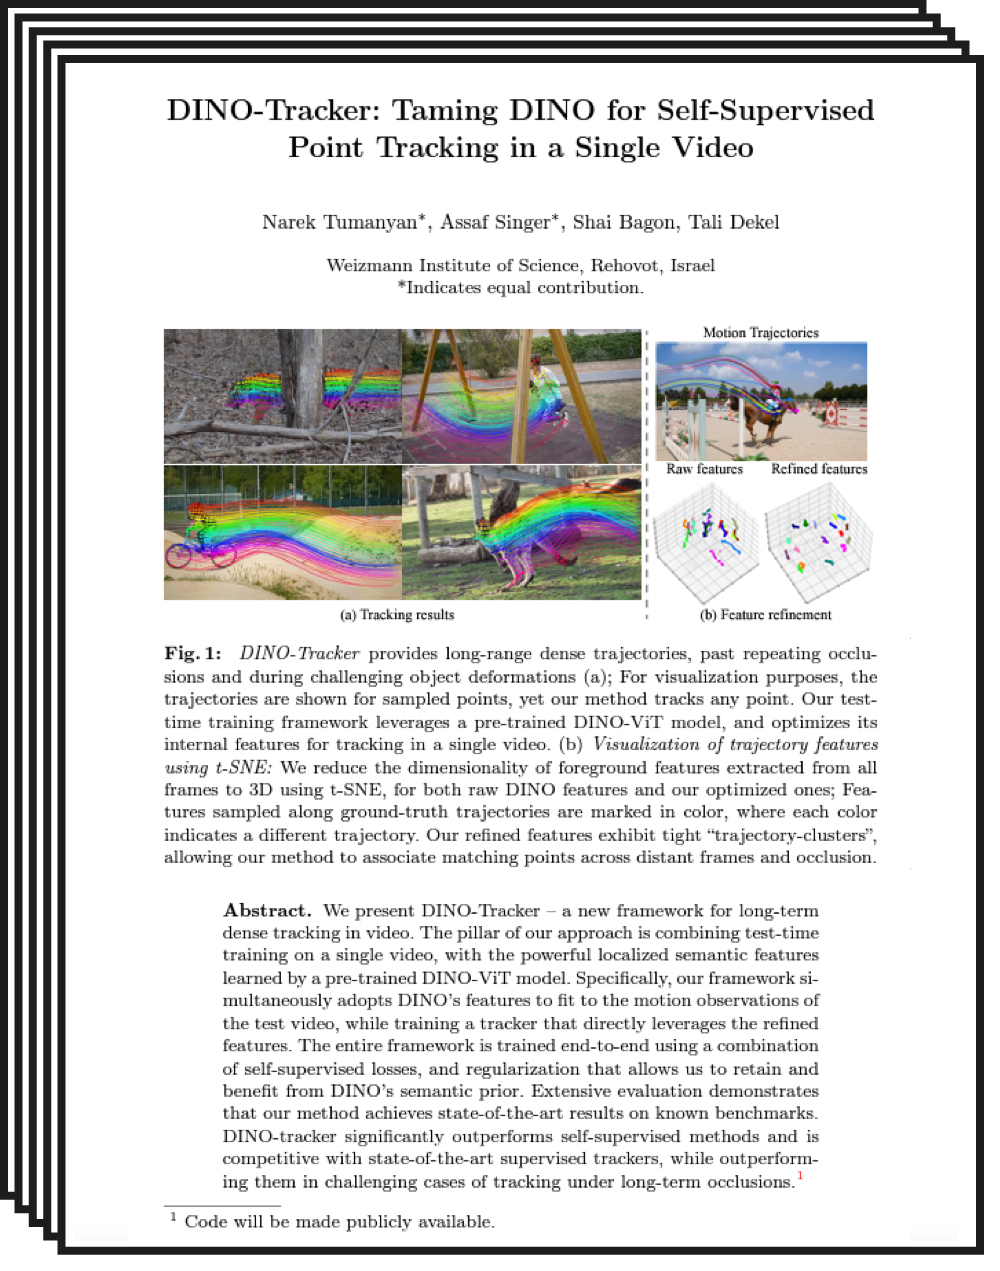 DINO-Tracker: Taming DINO for Self-Supervised
Point Tracking in a Single Video
Narek Tumanyan*, Assaf Singer*, Shai Bagon, Tali Dekel
Weizmann Institute of Science, Rehovot, Israel
*Indicates equal contribution.
Motion Trajectories
Raw features Refined features
(a) Tracking results
(b) Feature refinement
Fig. 1: DINO-Tracker provides long-range dense trajectories, past repeating occlu-
sions and during challenging object deformations (a); For visualization purposes, the
trajectories are shown for sampled points, yet our method tracks any point. Our test-
time training framework leverages a pre-trained DINO-ViT model, and optimizes its
internal features for tracking in a single video. (b) Visualization of trajectory features
using t-SNE: We reduce the dimensionality of foreground features extracted from all
frames to 3D using t-SNE, for both raw DINO features and our optimized ones; Fea-
tures sampled along ground-truth trajectories are marked in color, where each color
indicates a different trajectory. Our refined features exhibit tight “trajectory-clusters”,
allowing our method to associate matching points across distant frames and occlusion.
Abstract. We present DINO-Tracker – a new framework for long-term
dense tracking in video. The pillar of our approach is combining test-time
training on a single video, with the powerful localized semantic features
learned by a pre-trained DINO-ViT model. Specifically, our framework si-
multaneously adopts DINO’s features to fit to the motion observations of
the test video, while training a tracker that directly leverages the refined
features. The entire framework is trained end-to-end using a combination
of self-supervised losses, and regularization that allows us to retain and
benefit from DINO’s semantic prior. Extensive evaluation demonstrates
that our method achieves state-of-the-art results on known benchmarks.
DINO-tracker significantly outperforms self-supervised methods and is
competitive with state-of-the-art supervised trackers, while outperform-
ing them in challenging cases of tracking under long-term occlusions.1
1 Code will be made publicly available.